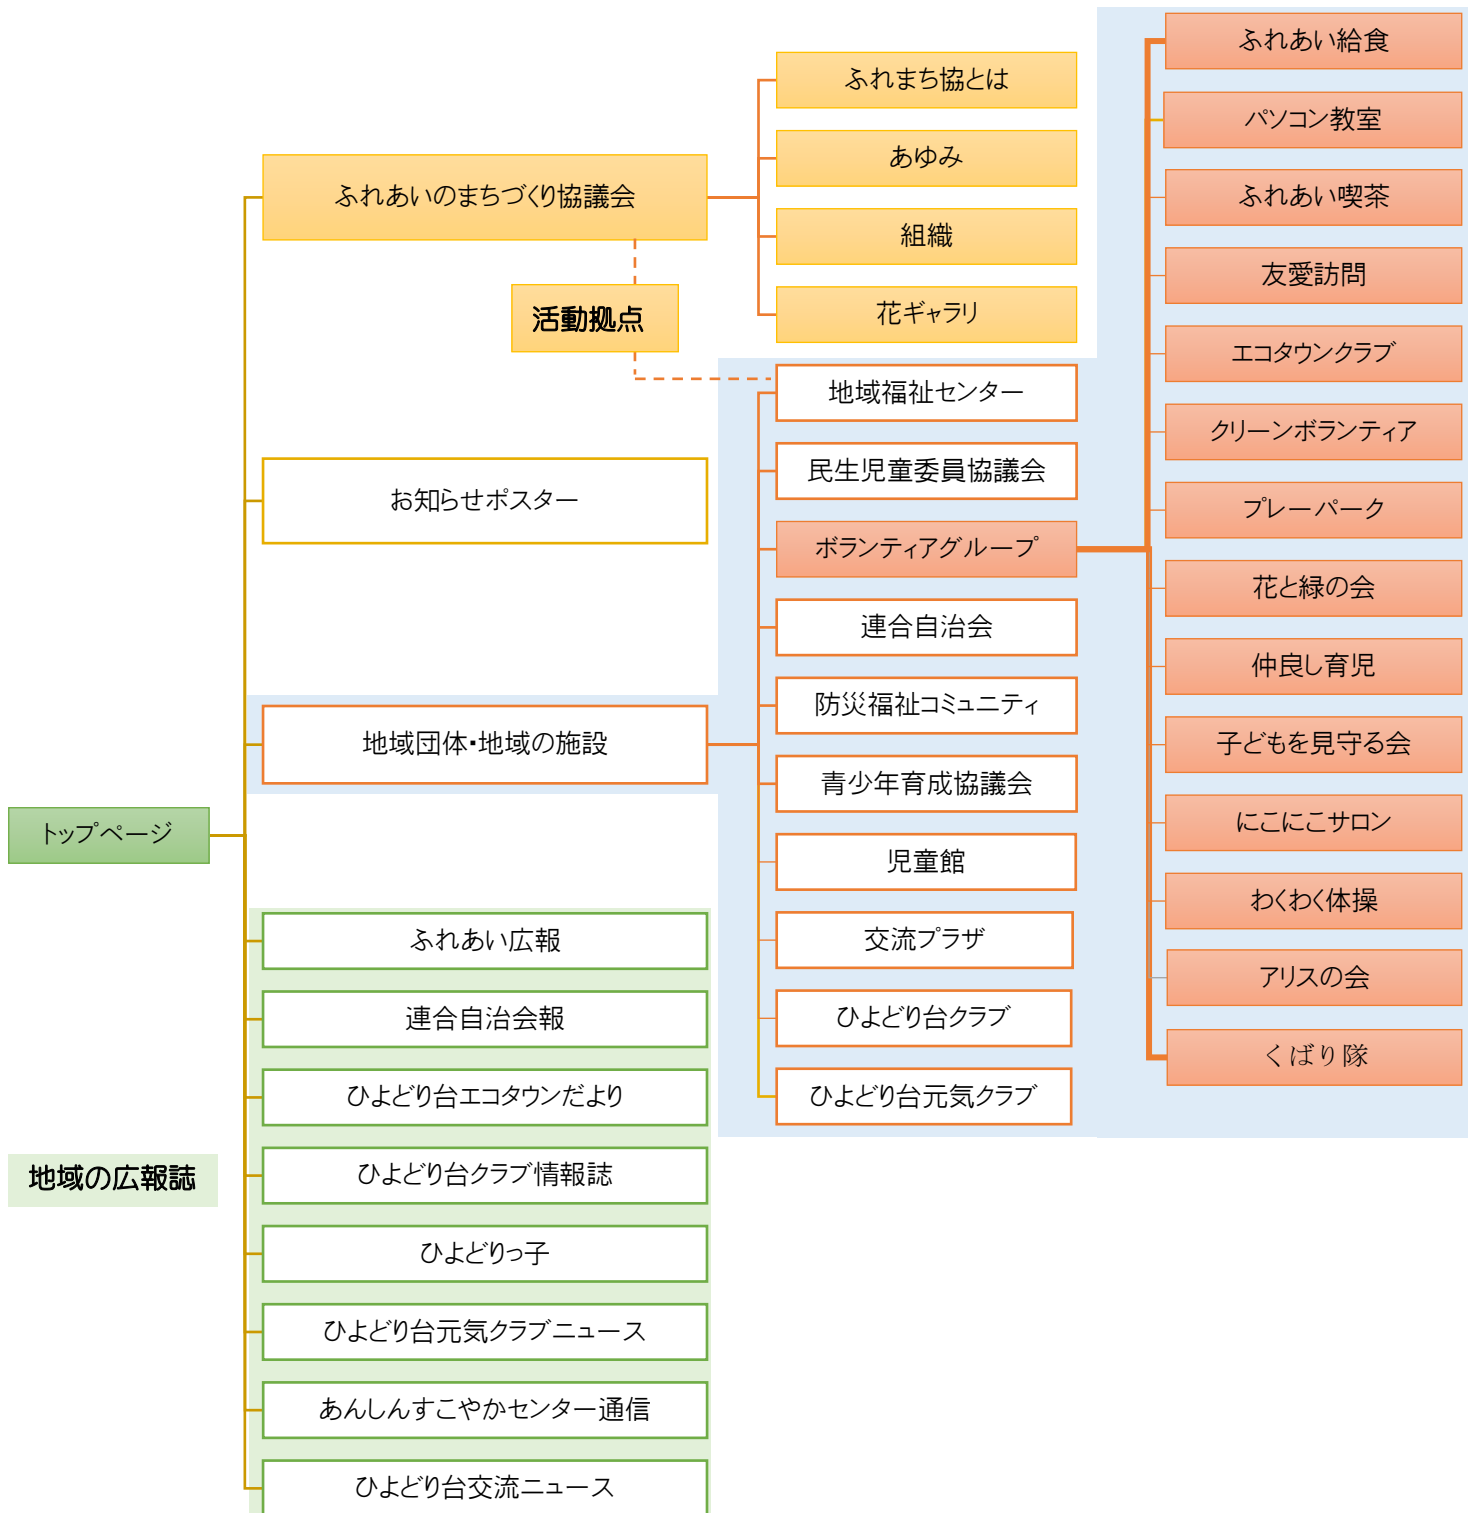 トップページ
ふれあいのまちづくり協議会
ふれまち協とは
あゆみ
組織
花ギャラリ
活動拠点
お知らせポスター
地域団体・地域の施設
地域福祉センター
民生児童委員協議会
ボランティアグループ
連合自治会
防災福祉コミュニティ
青少年育成協議会
児童館
交流プラザ
ひよどり台クラブ
ひよどり台元気クラブ
ふれあい給食
パソコン教室
ふれあい喫茶
友愛訪問
エコタウンクラブ
クリーンボランティア
プレーパーク
花と緑の会
仲良し育児
子どもを見守る会
にこにこサロン
わくわく体操
アリスの会
くばり隊
地域の広報誌
ふれあい広報
連合自治会報
ひよどり台エコタウンだより
ひよどり台クラブ情報誌
ひよどりっ子
ひよどり台元気クラブニュース
あんしんすこやかセンター通信
ひよどり台交流ニュース